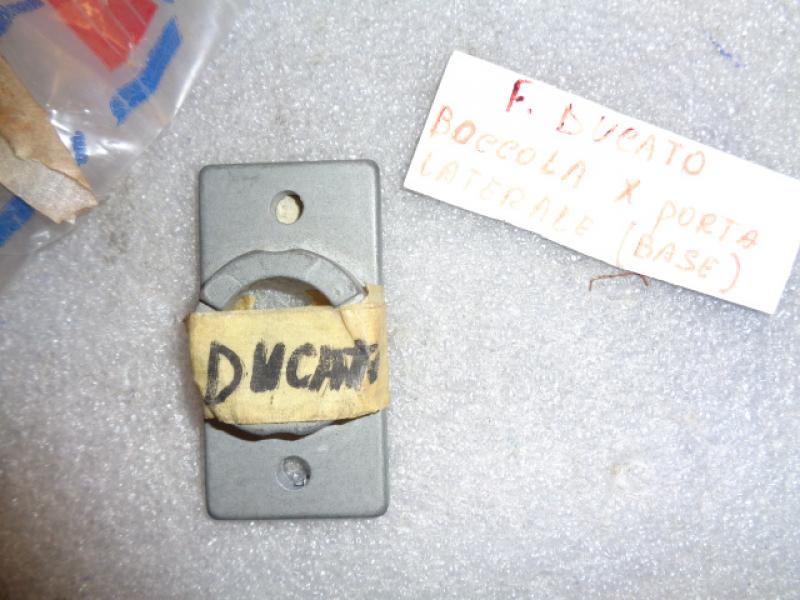 F. DUCATO
BOCCOLA X PORTA
LATERALE (BASE)
DUCATO